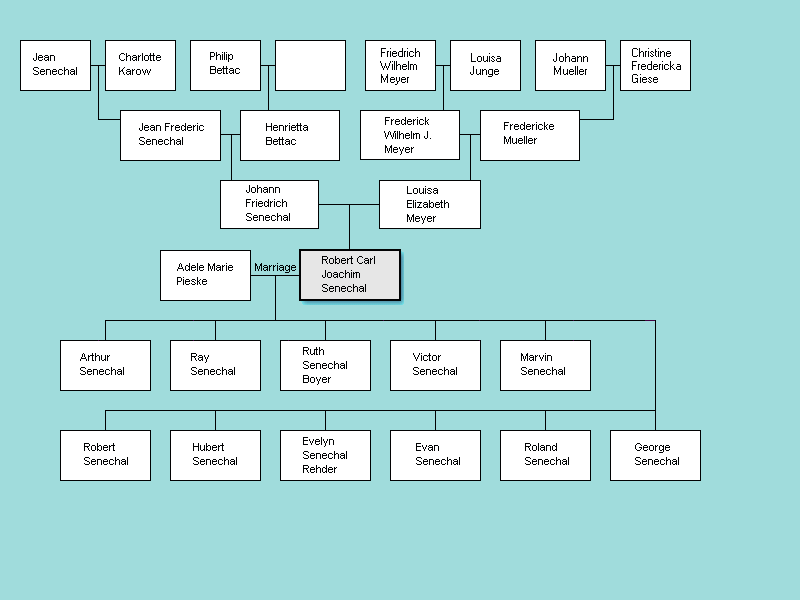 Jean
Senechal
Charlotte
Karow
Philip
Bettac
Friedrich
Wilhelm
Meyer
Louisa
Junge
Johann
Mueller
Christine
Fredericka
Giese
Jean Frederic
Senechal
Henrietta
Bettac
Frederick
Wilhelm J.
Meyer
Fredericke
Mueller
Johann
Friedrich
Senechal
Louisa
Elizabeth
Meyer
Adele Marie
Pieske
Marriage
Robert Carl
Joachim
Senechal
Arthur
Senechal
Ray
Senechal
Ruth
Senechal
Boyer
Victor
Senechal
Marvin
Senechal
Robert
Senechal
Hubert
Senechal
Evelyn
Senechal
Rehder
Evan
Senechal
Roland
Senechal
George
Senechal